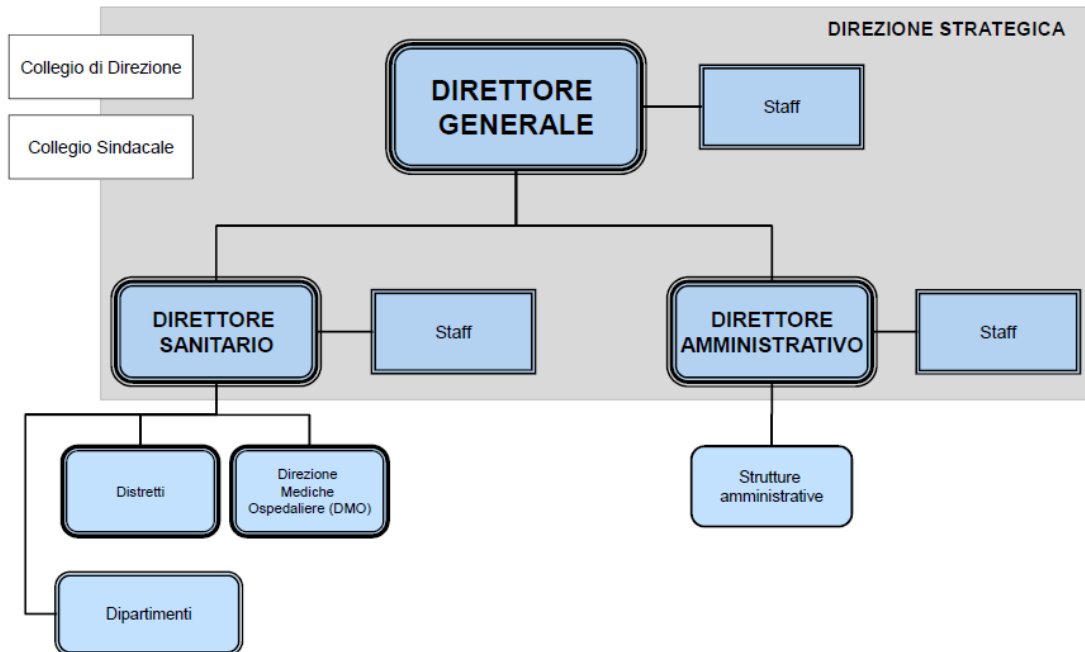 DIREZIONE STRATEGICA
Collegio di Direzione
Collegio Sindacale
DIRETTORE
GENERALE
Staff
DIRETTORE
SANITARIO
Staff
DIRETTORE
AMMINISTRATIVO
Staff
Distretti
Direzione
Mediche
Ospedaliere (DMO)
Strutture
amministrative
Dipartimenti